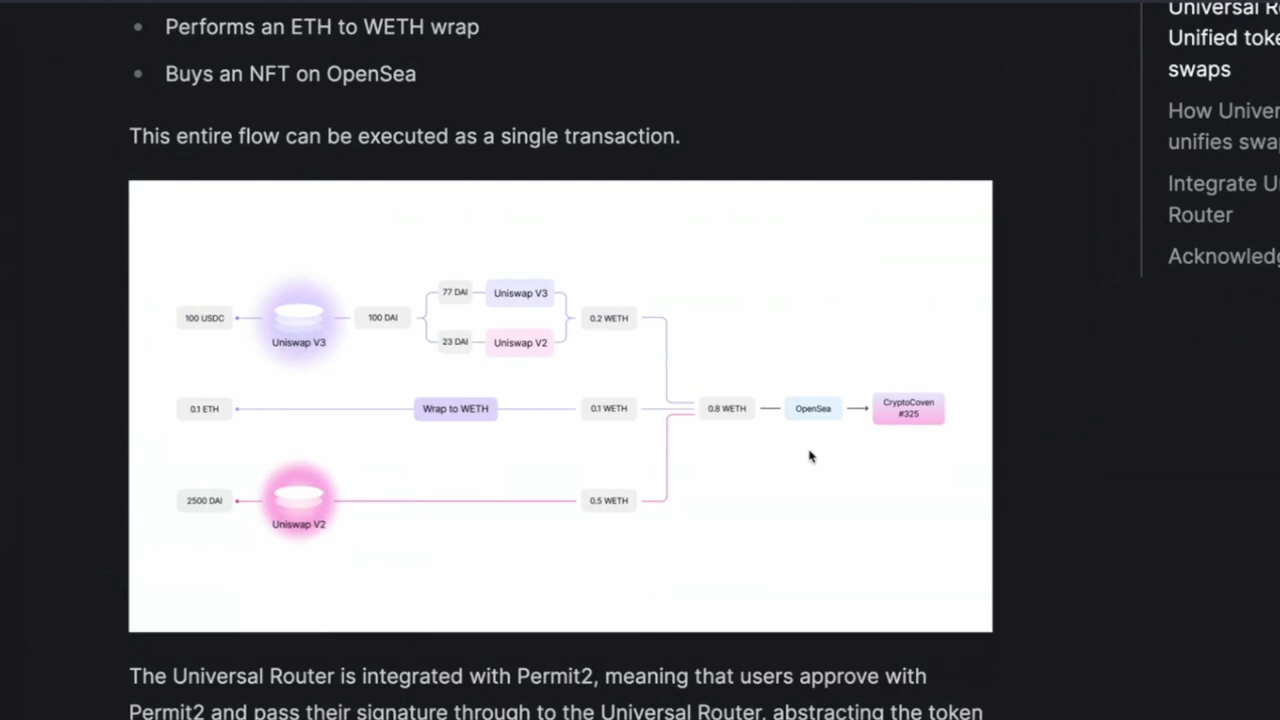 Performs an ETH to WETH wrap
Buys an NFT on OpenSea
This entire flow can be executed as a single transaction.
77 DAI
Uniswap V3
100 USDC
100 DAI
0.2 WETH
Uniswap V3
23 DAI
Uniswap V2
0.1 ETH
Wrap to WETH
0.1 WETH
0.8 WETH
OpenSea
CryptoCoven
#325
2500 DAI
0.5 WETH
Uniswap V2
The Universal Router is integrated with Permit2, meaning that users approve with
Permit2 and pass their signature through to the Universal Router, abstracting the token
Universal R
Unified toke
swaps
How Univer
unifies swa
Integrate U
Router
Acknowledg